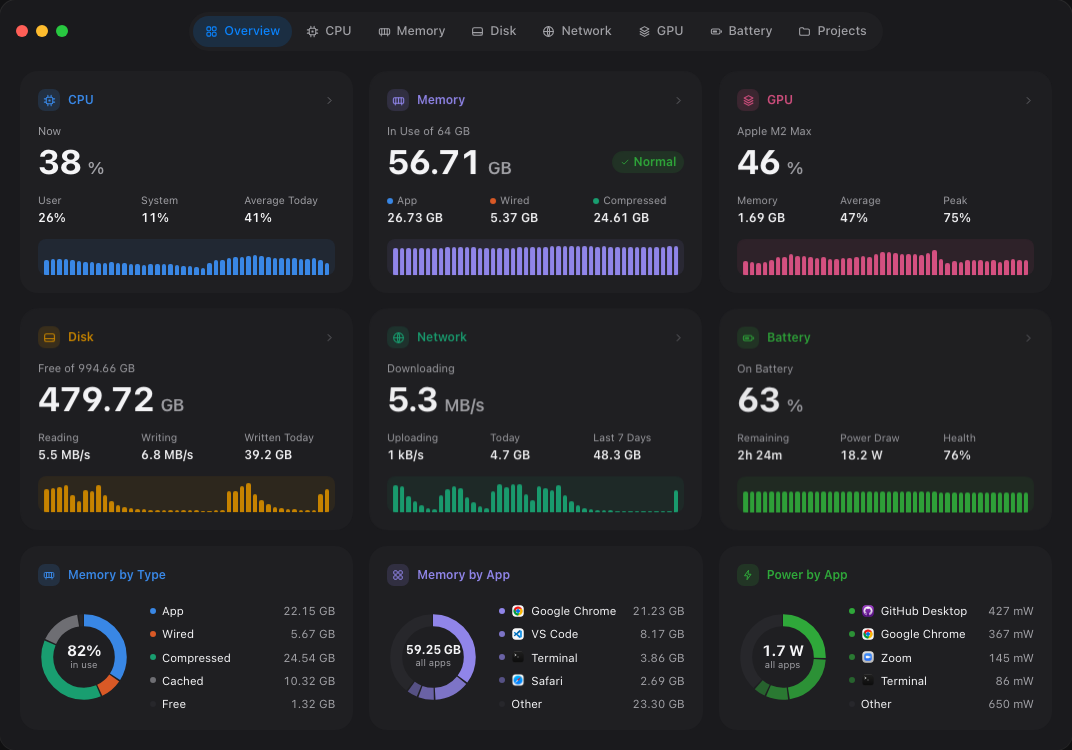 Overview CPU Memory Disk Network GPU Battery Projects
CPU
Now
38 %
User System Average Today
26% 11% 41%
Memory
In Use of 64 GB
56.71 GB
Normal
App Wired Compressed
26.73 GB 5.37 GB 24.61 GB
GPU
Apple M2 Max
46 %
Memory Average Peak
1.69 GB 47% 75%
Disk
Free of 994.66 GB
479.72 GB
Reading Writing Written Today
5.5 MB/s 6.8 MB/s 39.2 GB
Network
Downloading
5.3 MB/s
Uploading Today Last 7 Days
1 kB/s 4.7 GB 48.3 GB
Battery
On Battery
63 %
Remaining Power Draw Health
2h 24m 18.2 W 76%
Memory by Type
82%
in use
App 22.15 GB
Wired 5.67 GB
Compressed 24.54 GB
Cached 10.32 GB
Free 1.32 GB
Memory by App
59.25 GB
all apps
Google Chrome 21.23 GB
VS Code 8.17 GB
Terminal 3.86 GB
Safari 2.69 GB
Other 23.30 GB
Power by App
1.7 W
all apps
GitHub Desktop 427 mW
Google Chrome 367 mW
Zoom 145 mW
Terminal 86 mW
Other 650 mW